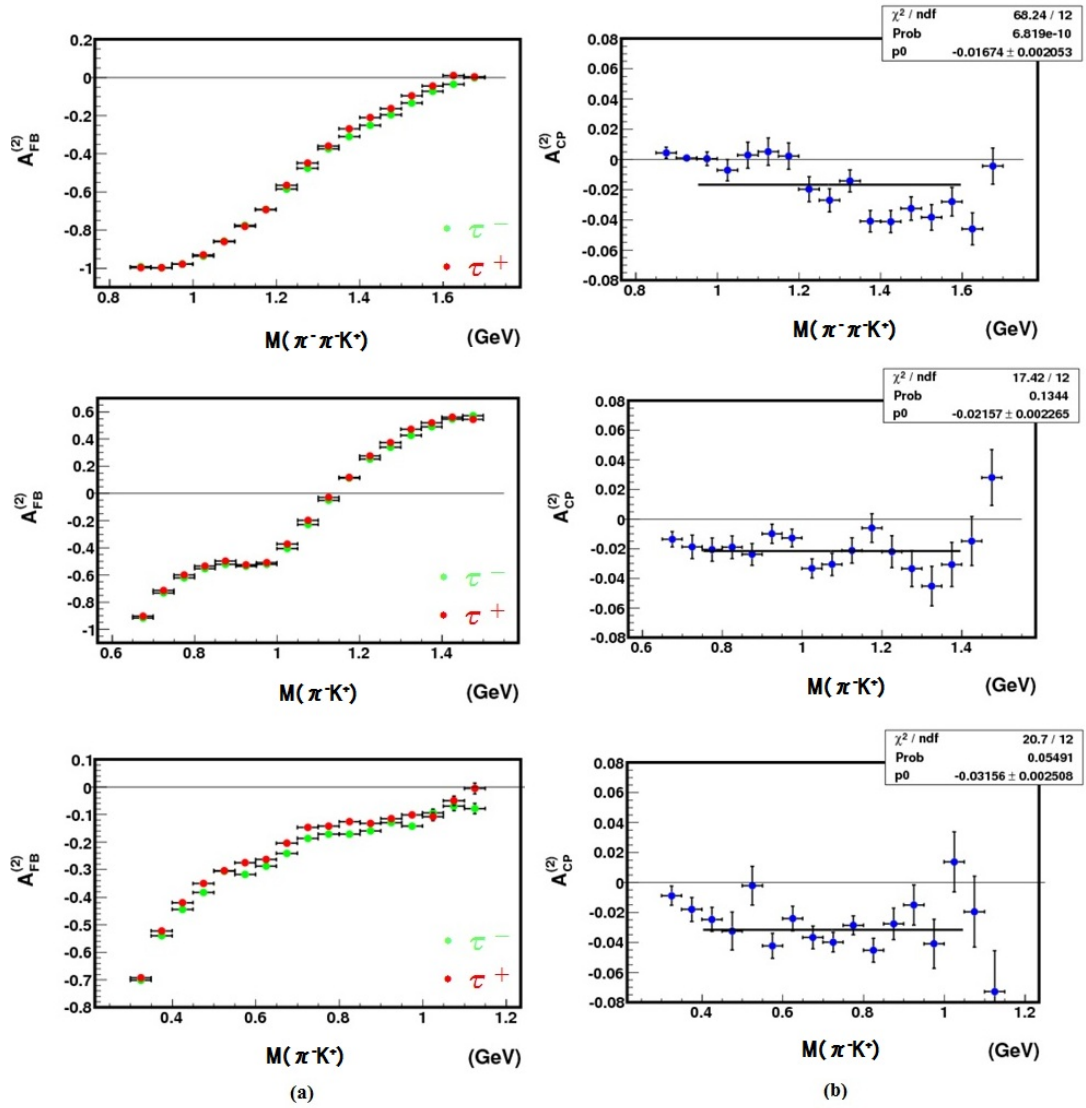 χ² / ndf 68.24 / 12
Prob 6.819e-10
p0 -0.01674 ± 0.002053
0.2
0
-0.2
-0.4
-0.6
-0.8
-1
A_FB^(2)
τ⁻
τ⁺
0.8 1 1.2 1.4 1.6 1.8
M(π⁻π⁻K⁺) (GeV)
0.08
0.06
0.04
0.02
0
-0.02
-0.04
-0.06
-0.08
A_CP^(2)
0.8 1 1.2 1.4 1.6
M(π⁻π⁻K⁺) (GeV)
χ² / ndf 17.42 / 12
Prob 0.1344
p0 -0.02157 ± 0.002265
0.6
0.4
0.2
0
-0.2
-0.4
-0.6
-0.8
-1
A_FB^(2)
τ⁻
τ⁺
0.6 0.8 1 1.2 1.4
M(π⁻K⁺) (GeV)
0.08
0.06
0.04
0.02
0
-0.02
-0.04
-0.06
-0.08
A_CP^(2)
0.6 0.8 1 1.2 1.4
M(π⁻K⁺) (GeV)
χ² / ndf 20.7 / 12
Prob 0.05491
p0 -0.03156 ± 0.002508
0.1
0
-0.1
-0.2
-0.3
-0.4
-0.5
-0.6
-0.7
-0.8
A_FB^(2)
τ⁻
τ⁺
0.4 0.6 0.8 1 1.2
M(π⁻K⁺) (GeV)
0.08
0.06
0.04
0.02
0
-0.02
-0.04
-0.06
-0.08
A_CP^(2)
0.4 0.6 0.8 1 1.2
M(π⁻K⁺) (GeV)
(a) (b)